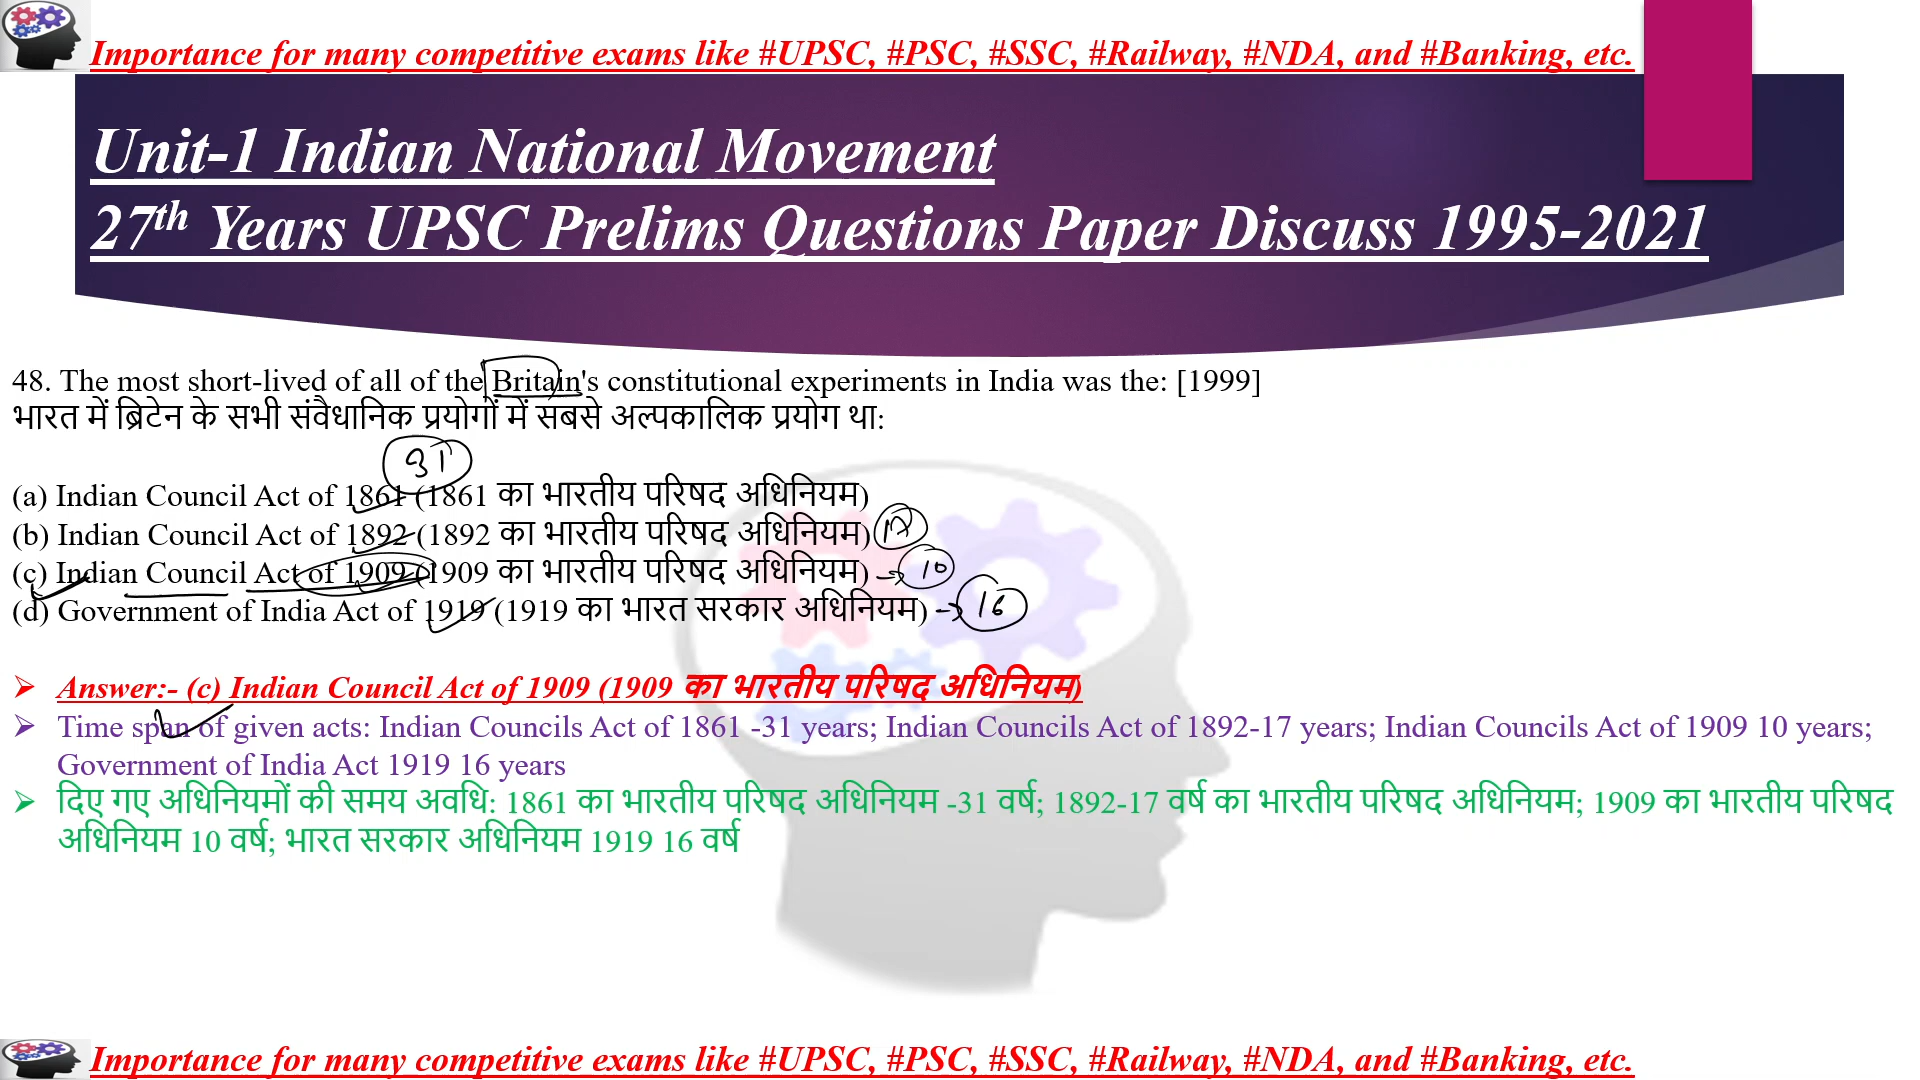 Importance for many competitive exams like #UPSC, #PSC, #SSC, #Railway, #NDA, and #Banking, etc.
Unit-1 Indian National Movement
27th Years UPSC Prelims Questions Paper Discuss 1995-2021
48. The most short-lived of all of the Britain's constitutional experiments in India was the: [1999]
भारत में ब्रिटेन के सभी संवैधानिक प्रयोगों में सबसे अल्पकालिक प्रयोग था:
31
(a) Indian Council Act of 1861 (1861 का भारतीय परिषद अधिनियम)
(b) Indian Council Act of 1892 (1892 का भारतीय परिषद अधिनियम) 17
(c) Indian Council Act of 1909 (1909 का भारतीय परिषद अधिनियम) → 10
(d) Government of India Act of 1919 (1919 का भारत सरकार अधिनियम) → 16
Answer:- (c) Indian Council Act of 1909 (1909 का भारतीय परिषद अधिनियम)
Time span of given acts: Indian Councils Act of 1861 -31 years; Indian Councils Act of 1892-17 years; Indian Councils Act of 1909 10 years;
Government of India Act 1919 16 years
दिए गए अधिनियमों की समय अवधि: 1861 का भारतीय परिषद अधिनियम -31 वर्ष; 1892-17 वर्ष का भारतीय परिषद अधिनियम; 1909 का भारतीय परिषद
अधिनियम 10 वर्ष; भारत सरकार अधिनियम 1919 16 वर्ष
Importance for many competitive exams like #UPSC, #PSC, #SSC, #Railway, #NDA, and #Banking, etc.